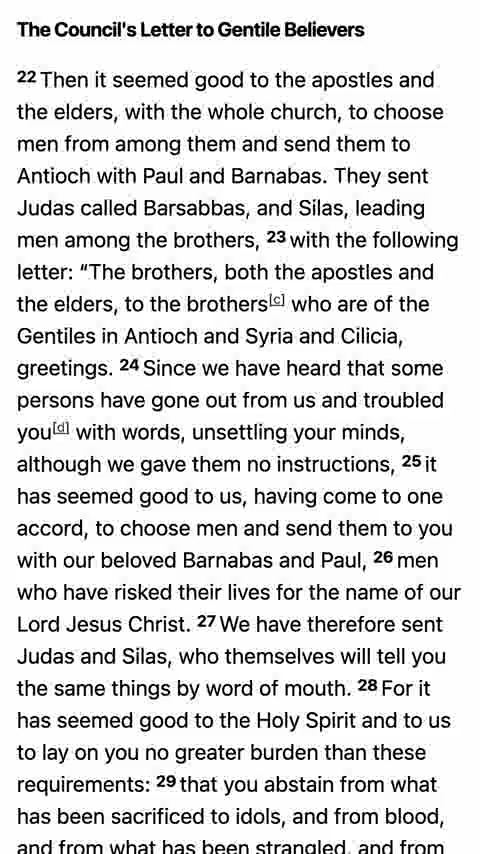 The Council's Letter to Gentile Believers
22 Then it seemed good to the apostles and
the elders, with the whole church, to choose
men from among them and send them to
Antioch with Paul and Barnabas. They sent
Judas called Barsabbas, and Silas, leading
men among the brothers, 23 with the following
letter: “The brothers, both the apostles and
the elders, to the brothers[c] who are of the
Gentiles in Antioch and Syria and Cilicia,
greetings. 24 Since we have heard that some
persons have gone out from us and troubled
you[d] with words, unsettling your minds,
although we gave them no instructions, 25 it
has seemed good to us, having come to one
accord, to choose men and send them to you
with our beloved Barnabas and Paul, 26 men
who have risked their lives for the name of our
Lord Jesus Christ. 27 We have therefore sent
Judas and Silas, who themselves will tell you
the same things by word of mouth. 28 For it
has seemed good to the Holy Spirit and to us
to lay on you no greater burden than these
requirements: 29 that you abstain from what
has been sacrificed to idols, and from blood,
and from what has been strangled, and from